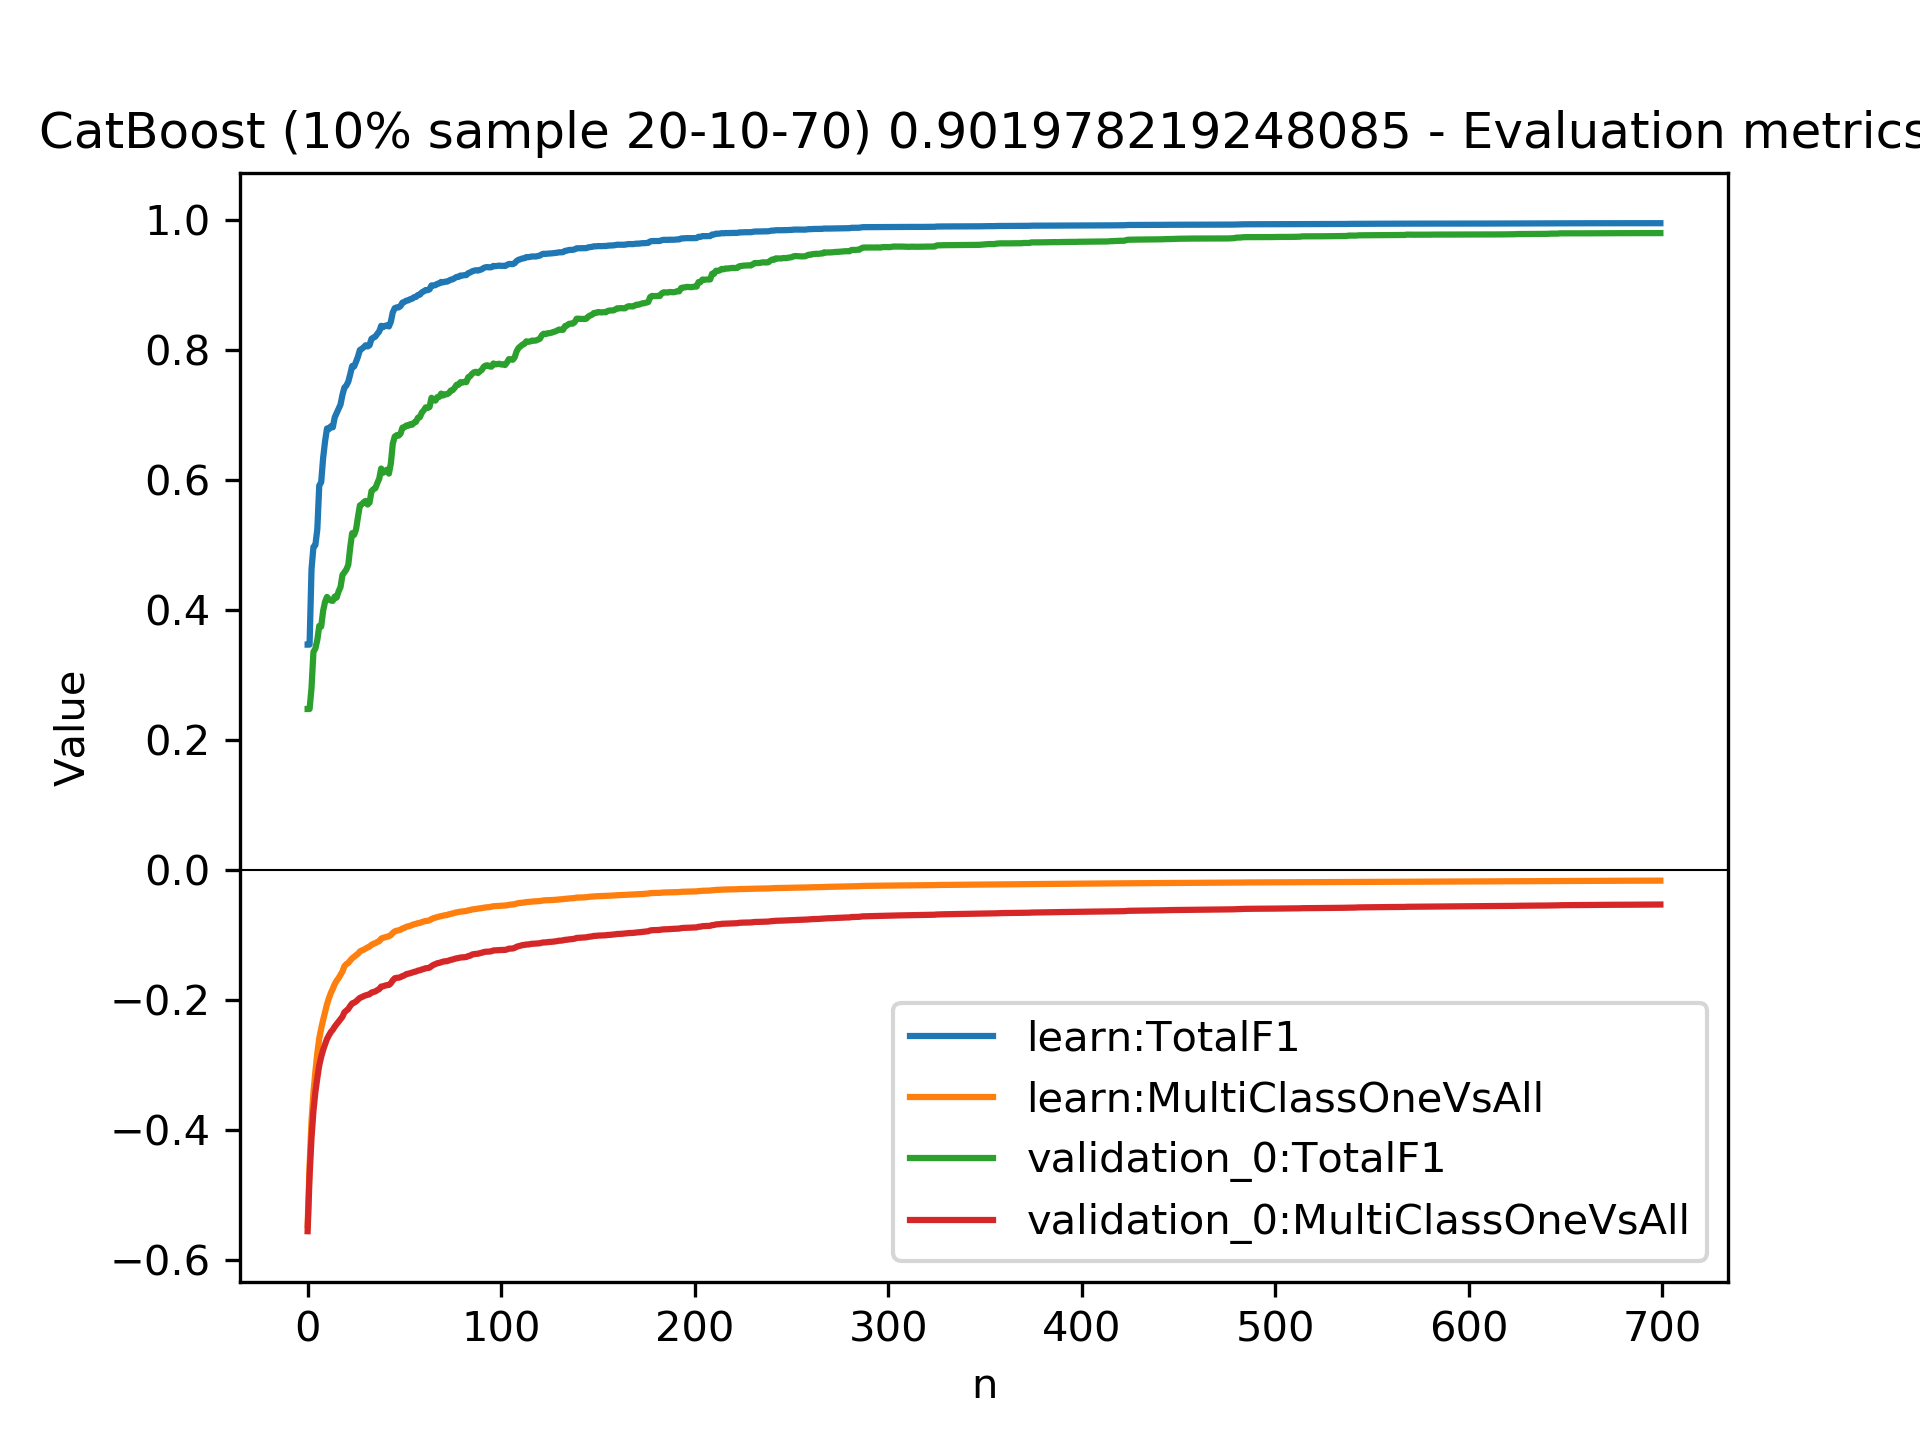 CatBoost (10% sample 20-10-70) 0.901978219248085 - Evaluation metrics
1.0
0.8
0.6
0.4
0.2
0.0
−0.2
−0.4
−0.6
Value
learn:TotalF1
learn:MultiClassOneVsAll
validation_0:TotalF1
validation_0:MultiClassOneVsAll
0 100 200 300 400 500 600 700
n